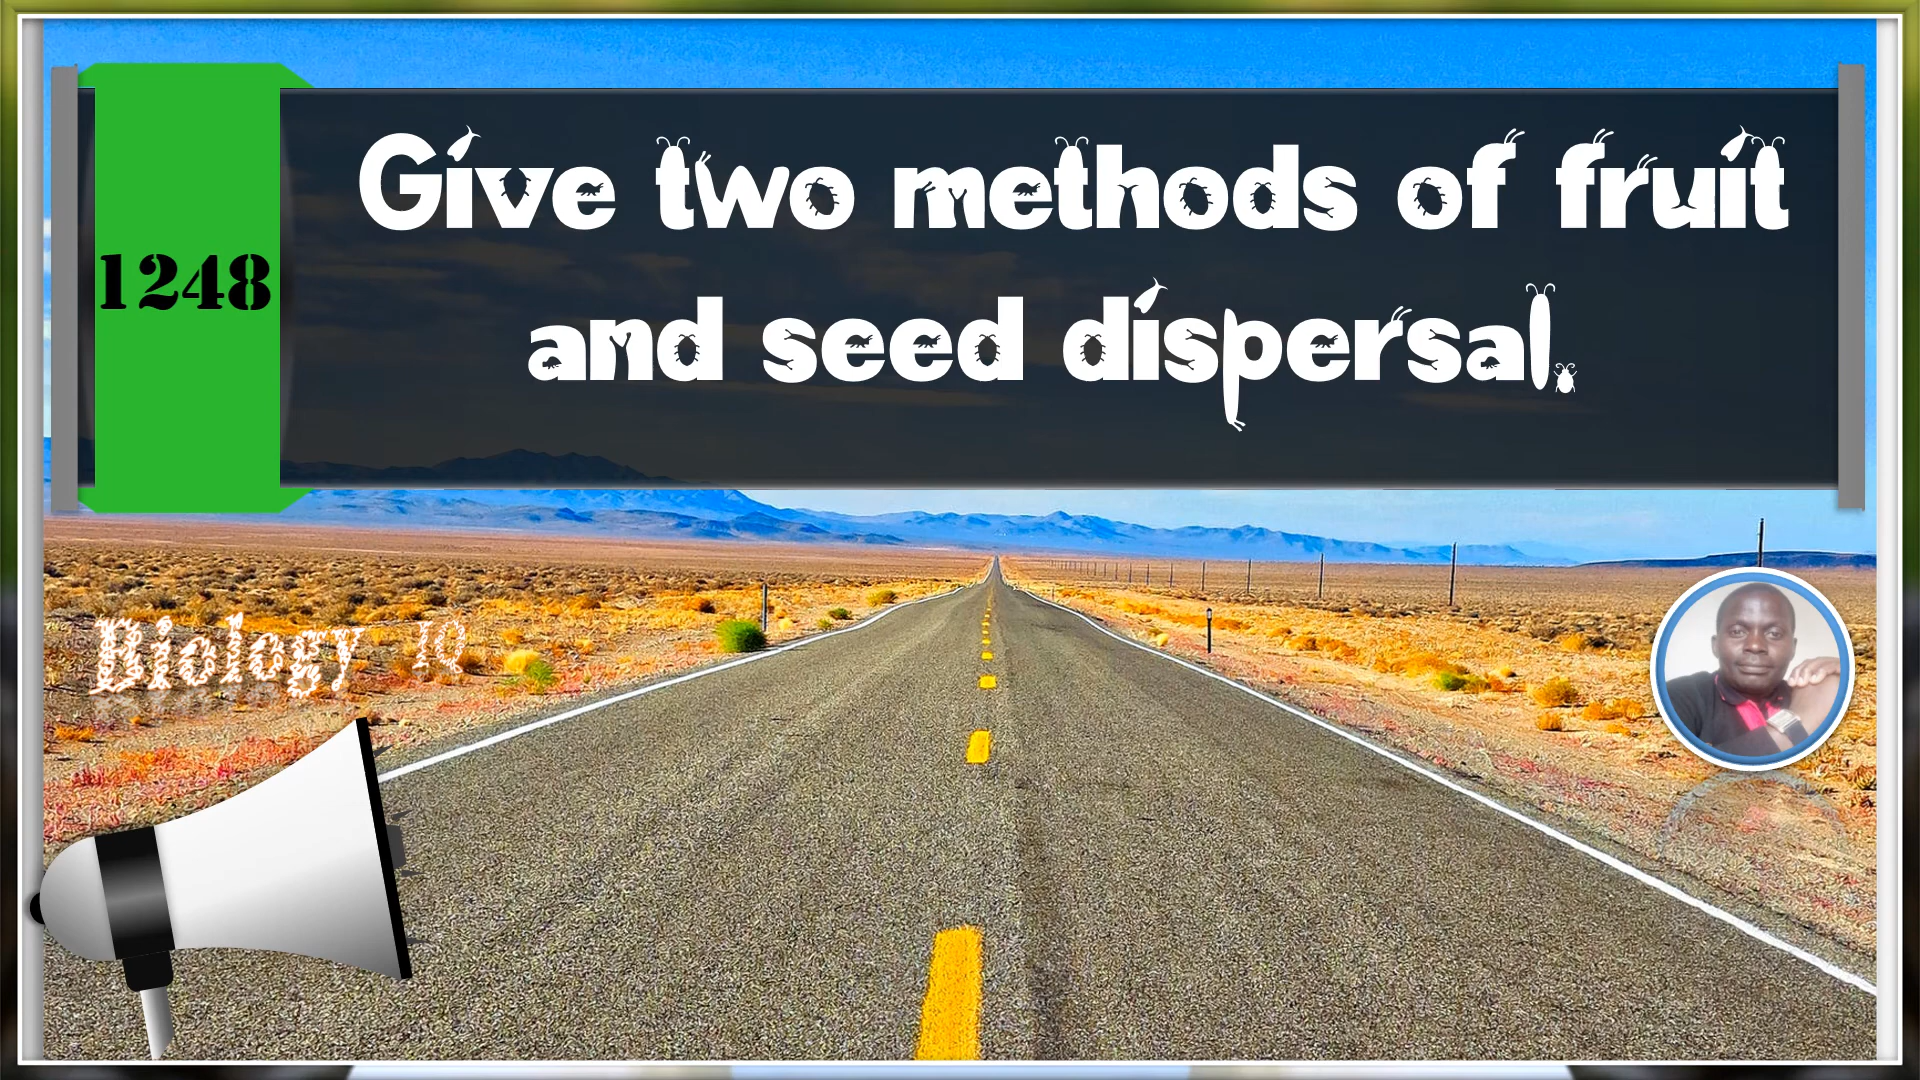 1248
Give two methods of fruit
and seed dispersal.
Biology IQ